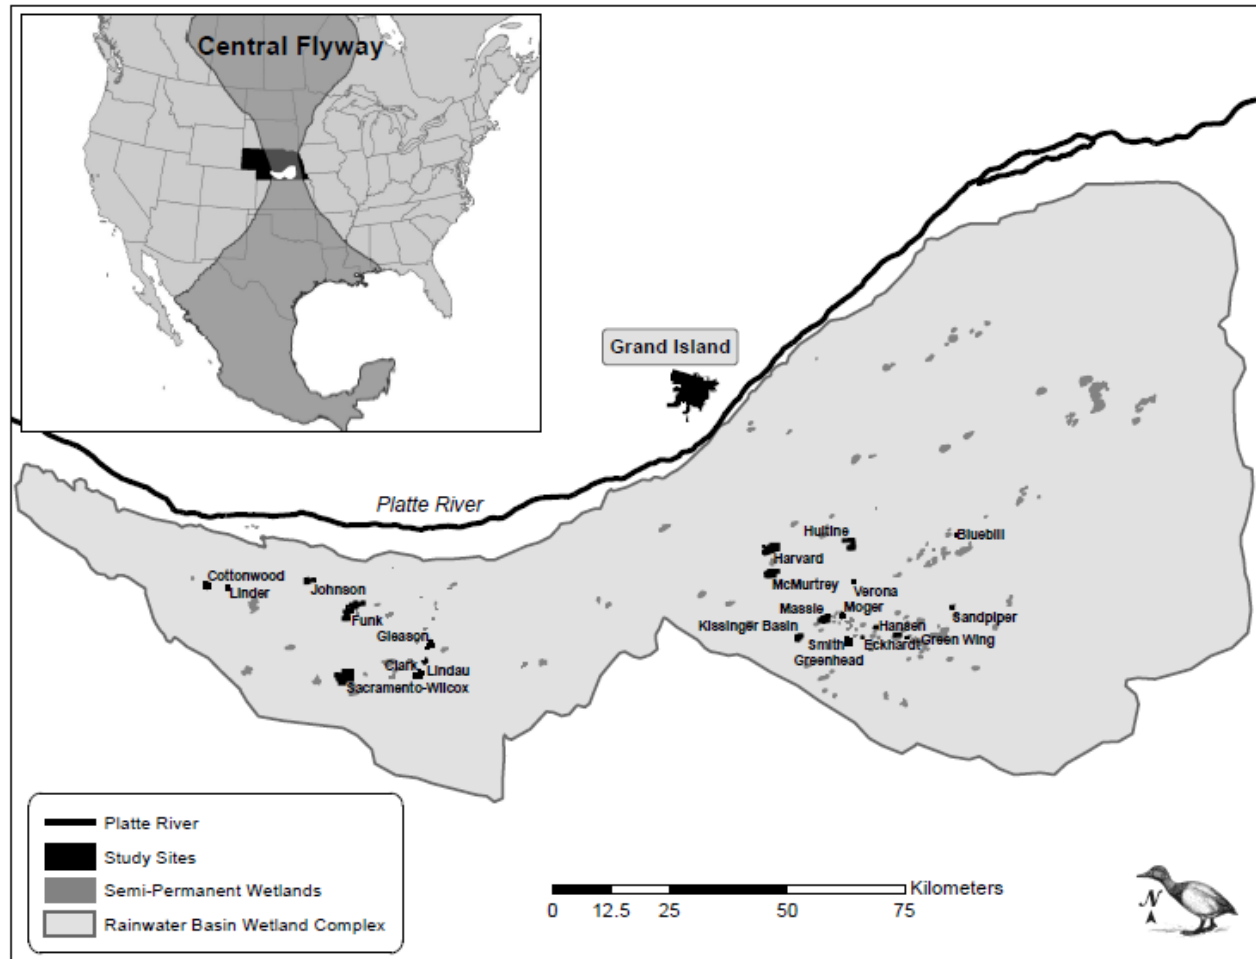 Central Flyway
Grand Island
Platte River
Hultine
Bluebill
Harvard
Cottonwood
Johnson
McMurtrey
Linder
Verona
Massie
Moger
Sandpiper
Funk
Kissinger Basin
Hansen
Gleason
Smith
Eckhardt
Green Wing
Greenhead
Clark
Lindau
Sacramento-Wilcox
Platte River
Study Sites
Semi-Permanent Wetlands
Rainwater Basin Wetland Complex
Kilometers
0 12.5 25 50 75
N